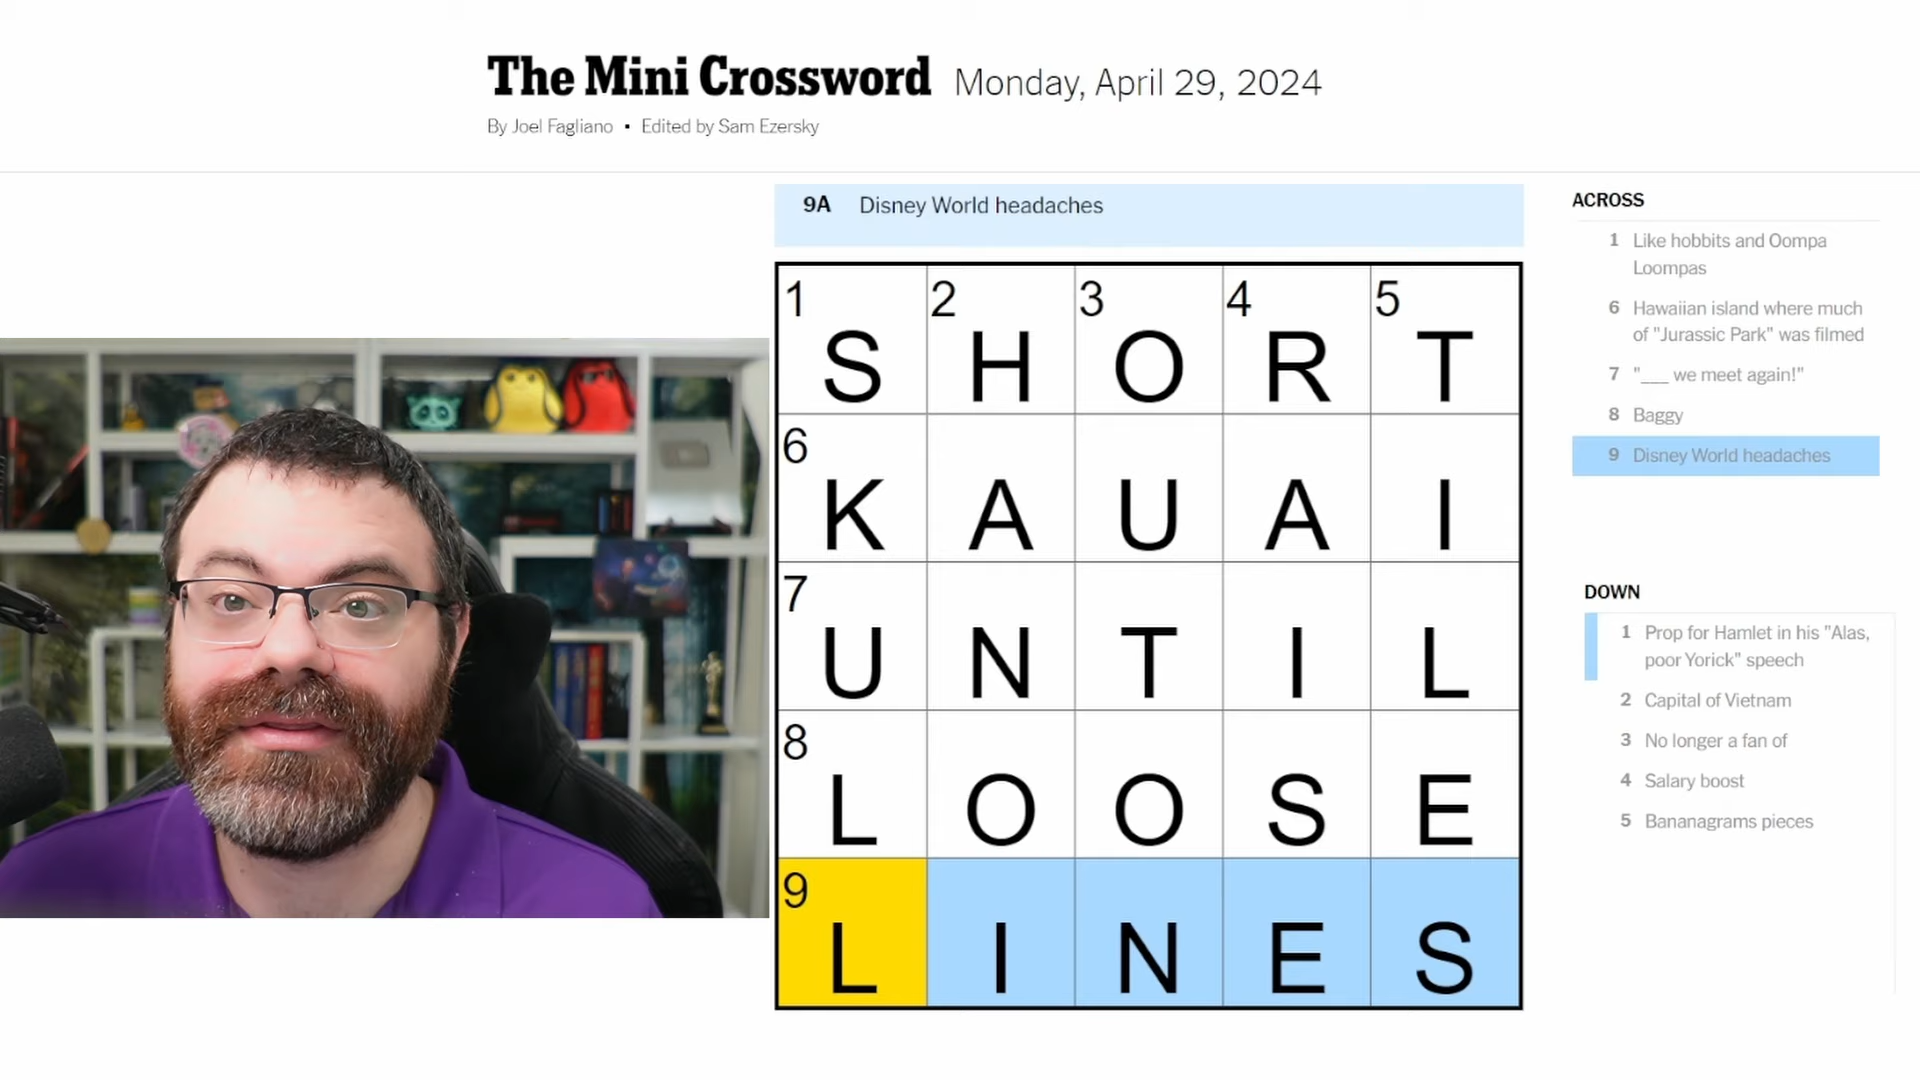 The Mini Crossword Monday, April 29, 2024
By Joel Fagliano • Edited by Sam Ezersky
9A Disney World headaches
1 2 3 4 5
S H O R T
6
K A U A I
7
U N T I L
8
L O O S E
9
L I N E S
ACROSS
1 Like hobbits and Oompa
Loompas
6 Hawaiian island where much
of "Jurassic Park" was filmed
7 "___ we meet again!"
8 Baggy
9 Disney World headaches
DOWN
1 Prop for Hamlet in his "Alas,
poor Yorick" speech
2 Capital of Vietnam
3 No longer a fan of
4 Salary boost
5 Bananagrams pieces